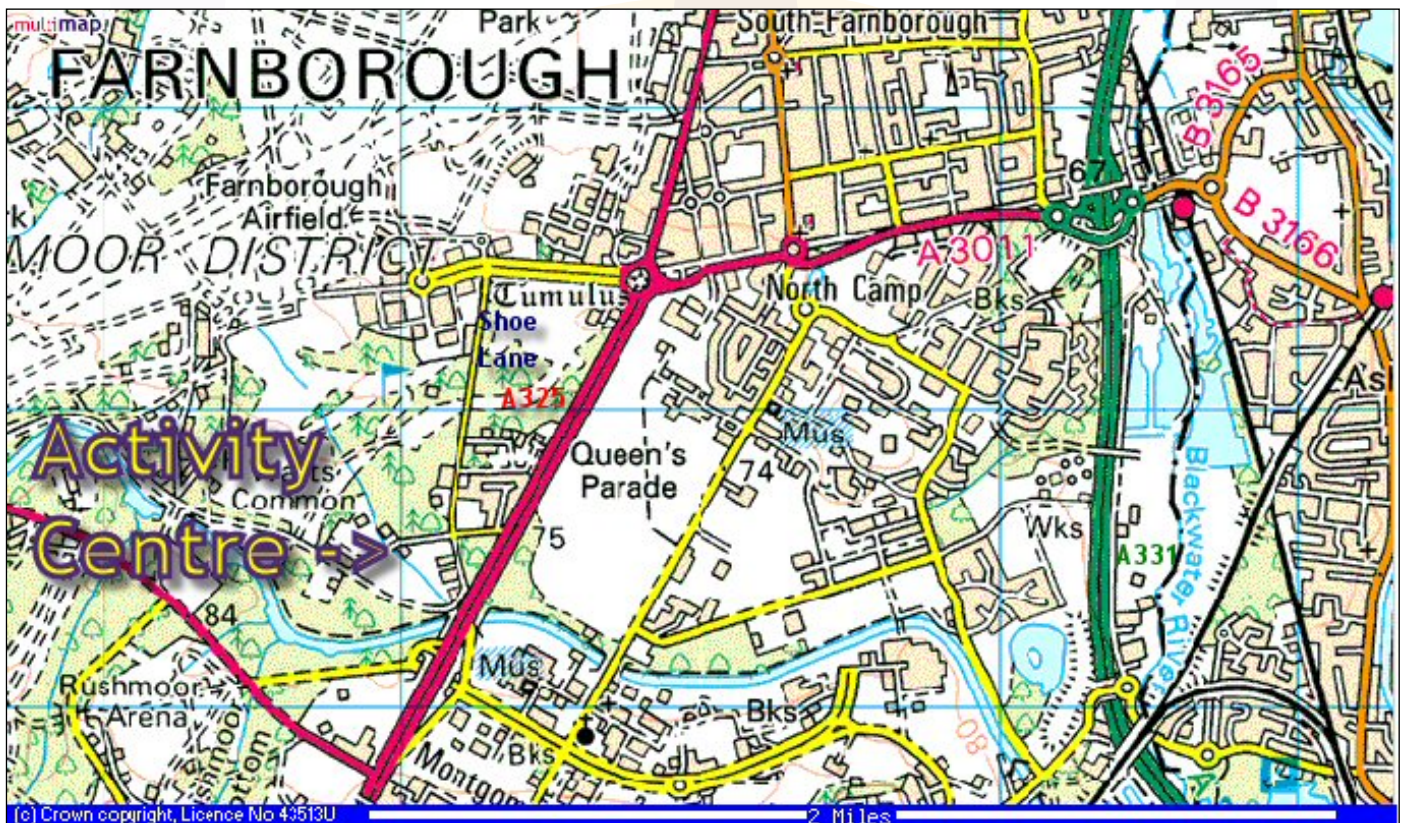 multimap
Park
South Farnborough
FARNBOROUGH
B 3165
67
Farnborough
Airfield
B 3166
MOOR DISTRICT
A 3011
Tumulus
North Camp
Bks
Shoe
Lane
A325
Activity
Mus
Queen's
Parade
74
Common
Centre ->
75
Wks
A331
Blackwater River
84
Mus
Rushmoor
Arena
Bks
80
Bks
(c) Crown copyright, Licence No 43513U
2 Miles